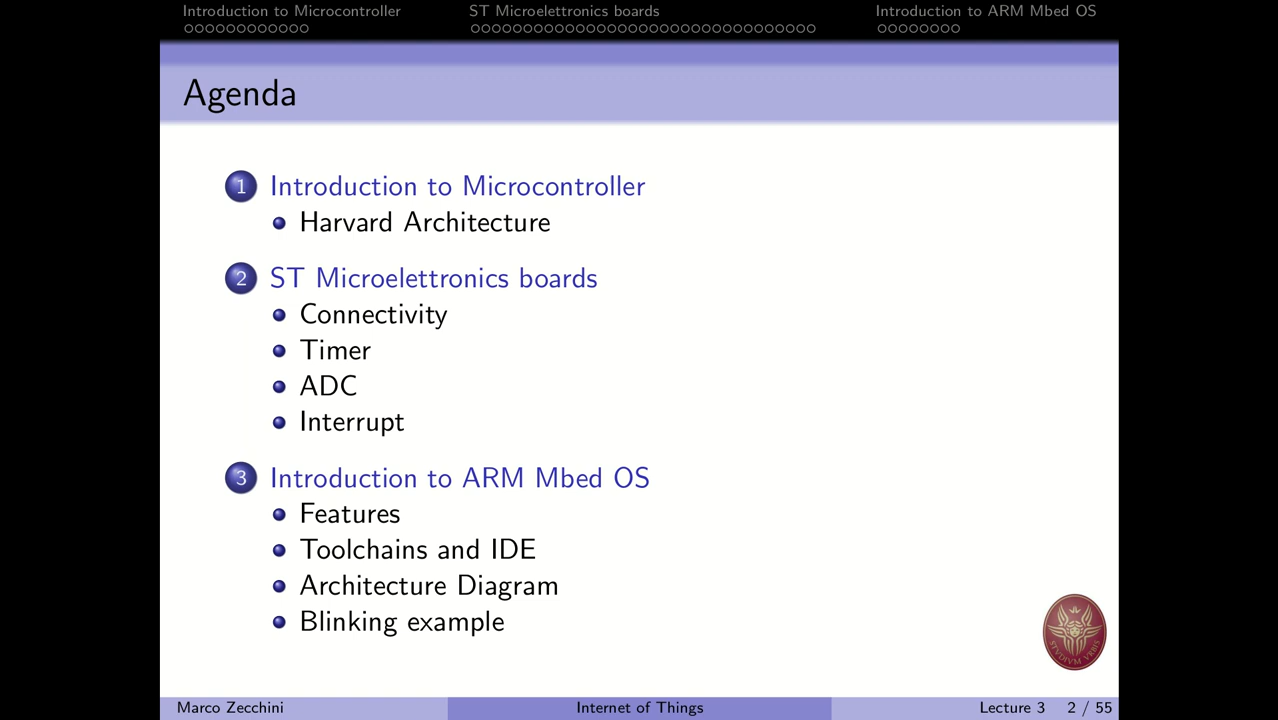 Introduction to Microcontroller
ST Microelettronics boards
Introduction to ARM Mbed OS
Agenda
1 Introduction to Microcontroller
Harvard Architecture
2 ST Microelettronics boards
Connectivity
Timer
ADC
Interrupt
3 Introduction to ARM Mbed OS
Features
Toolchains and IDE
Architecture Diagram
Blinking example
STVDIVM VRBIS
Marco Zecchini
Internet of Things
Lecture 3 2 / 55